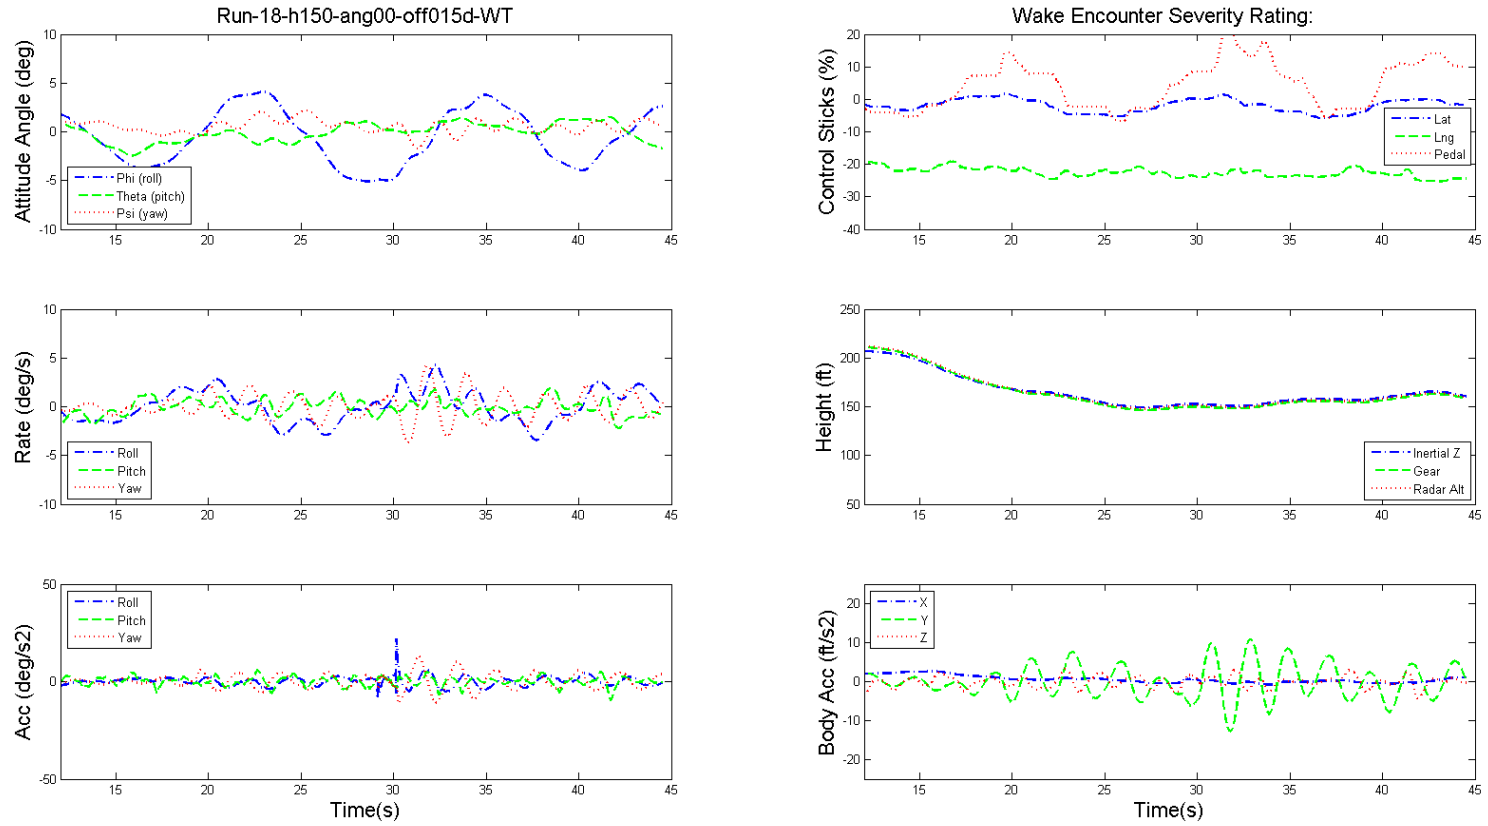 Run-18-h150-ang00-off015d-WT
Attitude Angle (deg)
10
5
0
-5
-10
15
20
25
30
35
40
45
Phi (roll)
Theta (pitch)
Psi (yaw)
Wake Encounter Severity Rating:
Control Sticks (%)
20
10
0
-10
-20
-30
-40
15
20
25
30
35
40
45
Lat
Lng
Pedal
Rate (deg/s)
10
5
0
-5
-10
15
20
25
30
35
40
45
Roll
Pitch
Yaw
Height (ft)
250
200
150
100
50
15
20
25
30
35
40
45
Inertial Z
Gear
Radar Alt
Acc (deg/s2)
50
0
-50
15
20
25
30
35
40
45
Roll
Pitch
Yaw
Time(s)
Body Acc (ft/s2)
20
10
0
-10
-20
15
20
25
30
35
40
45
X
Y
Z
Time(s)